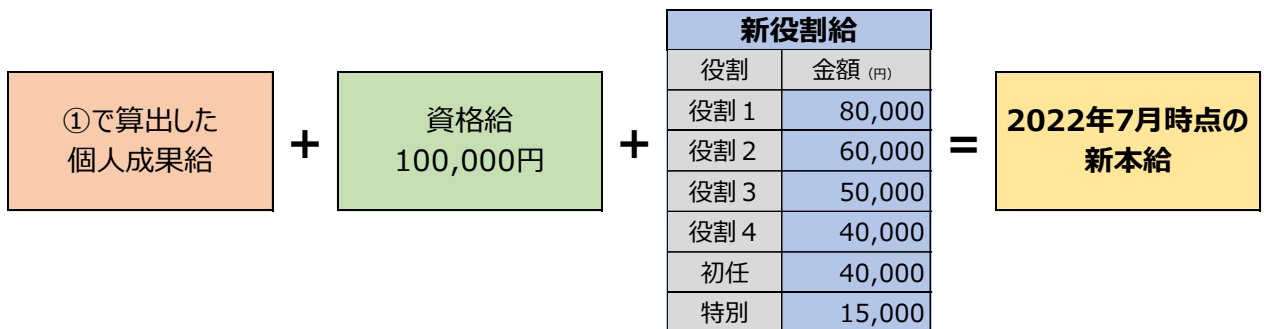 ①で算出した
個人成果給
+
資格給
100,000円
+
新役割給
役割 金額 (円)
役割1 80,000
役割2 60,000
役割3 50,000
役割4 40,000
初任 40,000
特別 15,000
=
2022年7月時点の
新本給